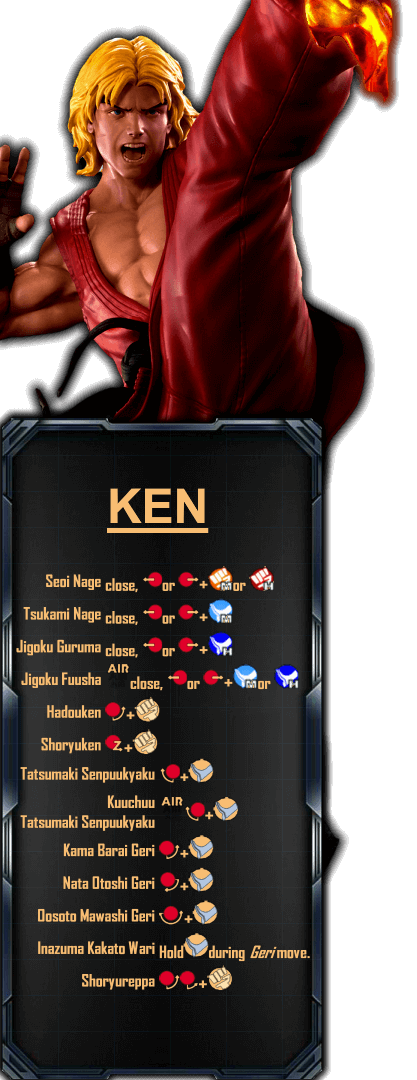 KEN
Seoi Nage close, or + M or H
Tsukami Nage close, or + M
Jigoku Guruma close, or + H
Jigoku Fuusha AIR close, or + M or H
Hadouken +
Shoryuken Z +
Tatsumaki Senpuukyaku +
Kuuchuu AIR +
Tatsumaki Senpuukyaku
Kama Barai Geri +
Nata Otoshi Geri +
Oosoto Mawashi Geri +
Inazuma Kakato Wari Hold during Geri move.
Shoryureppa +